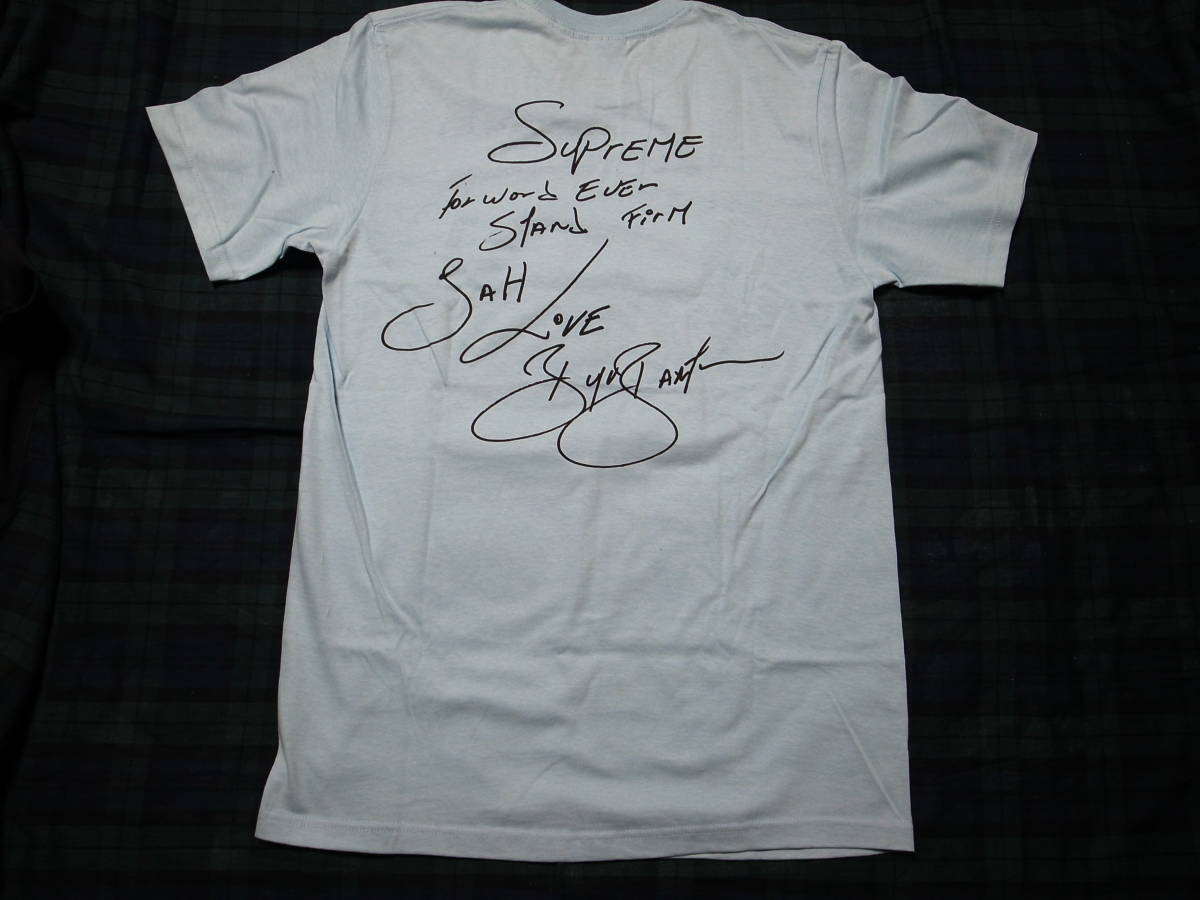 SuPrEME
Forword EvEr
STANd FirM
JAH
LOVE